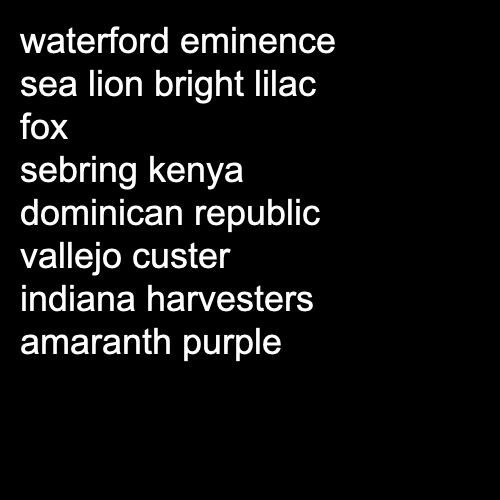 waterford eminence
sea lion bright lilac
fox
sebring kenya
dominican republic
vallejo custer
indiana harvesters
amaranth purple